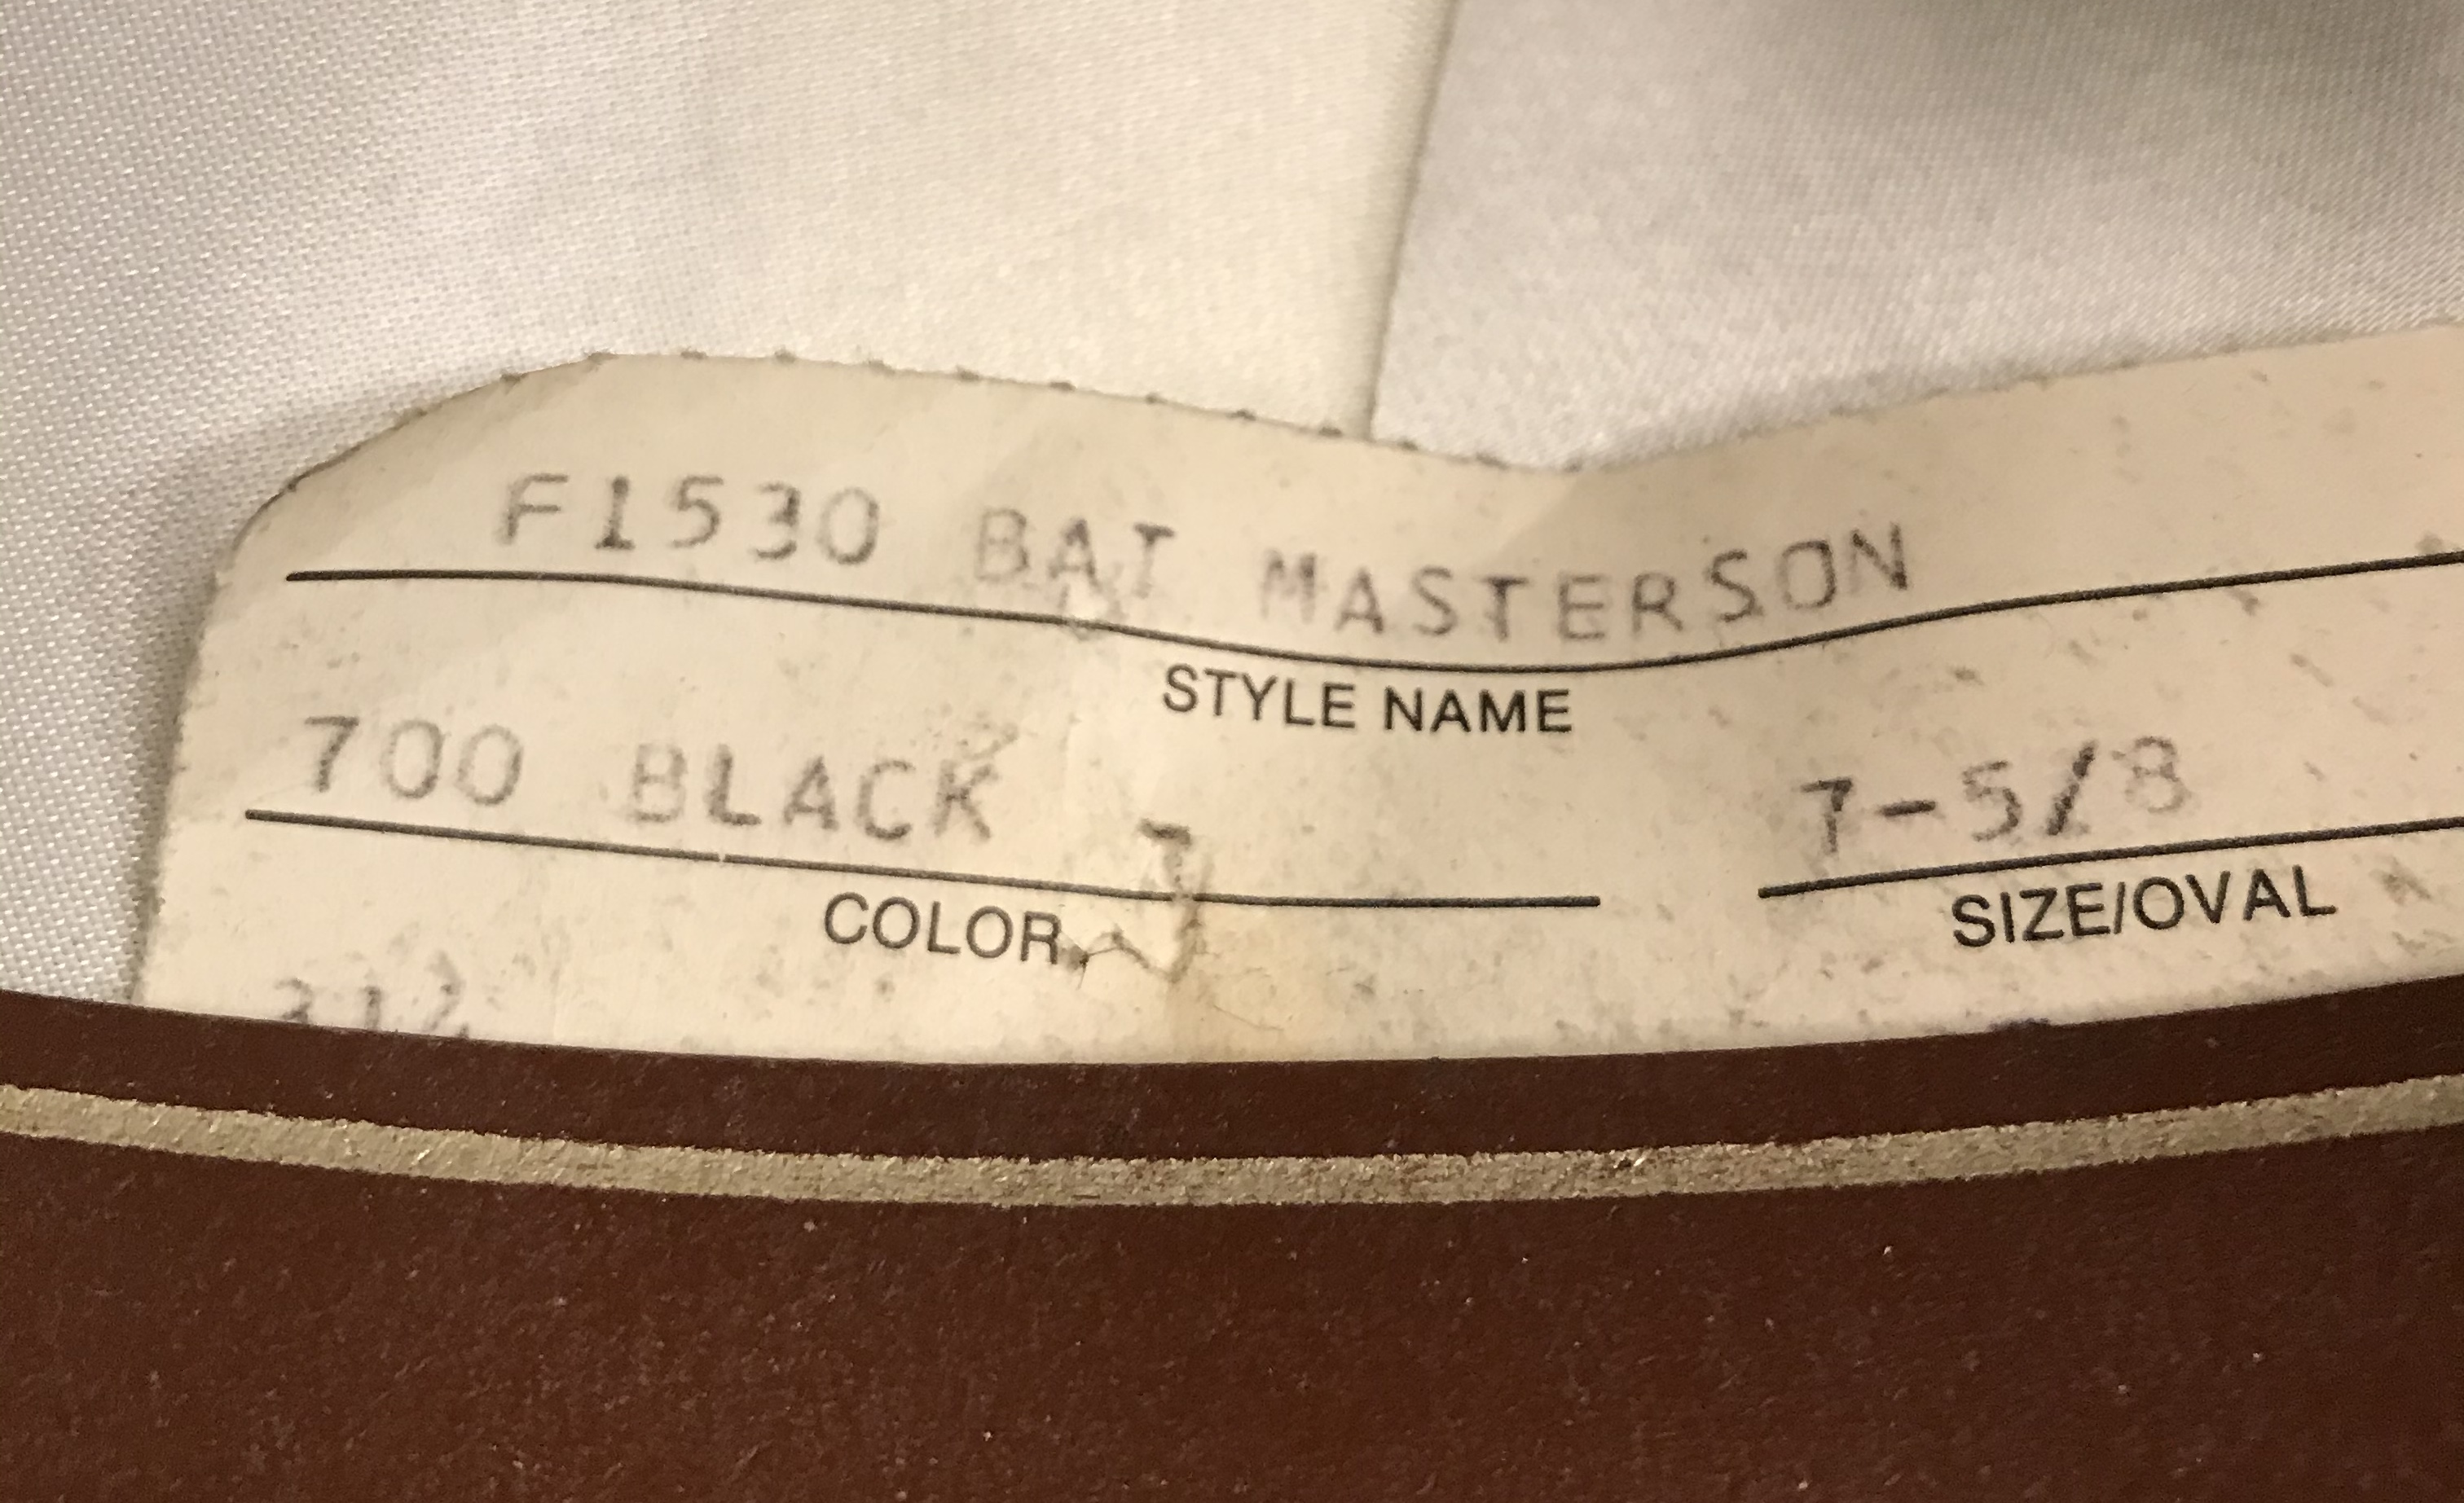 F1530 BAT MASTERSON
STYLE NAME
700 BLACK 7-5/8
COLOR SIZE/OVAL